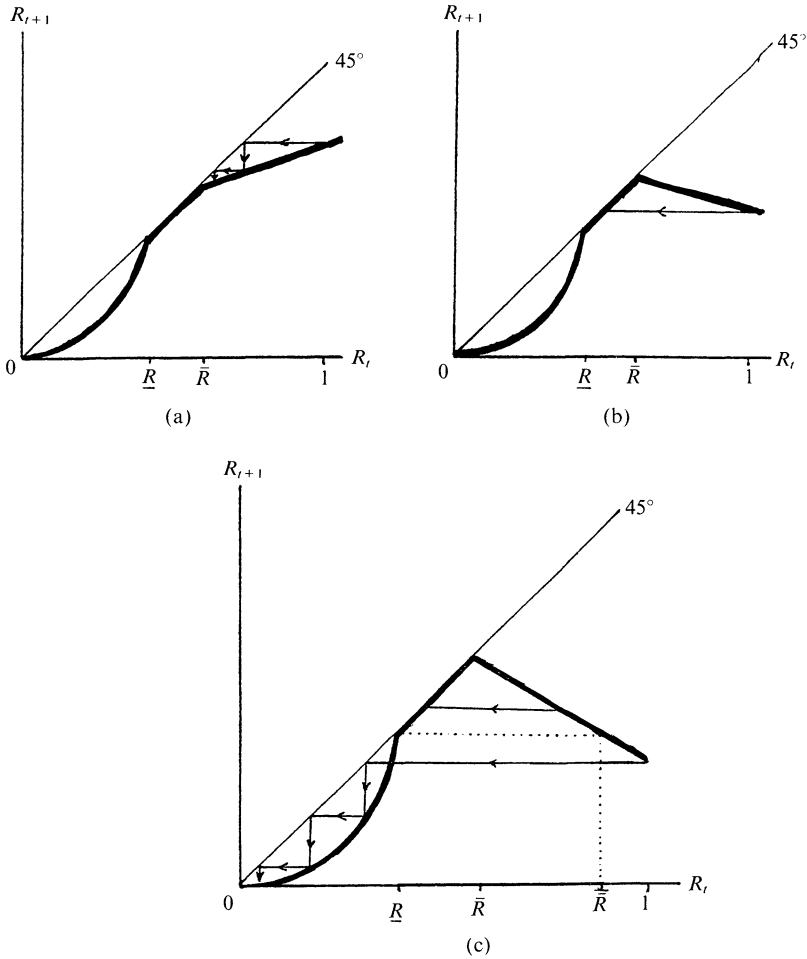 R_{t+1}
45°
0
R̲
R̄
1
R_t
(a)
R_{t+1}
45°
0
R̲
R̄
1
R_t
(b)
R_{t+1}
45°
0
R̲
R̄
R̿
1
R_t
(c)